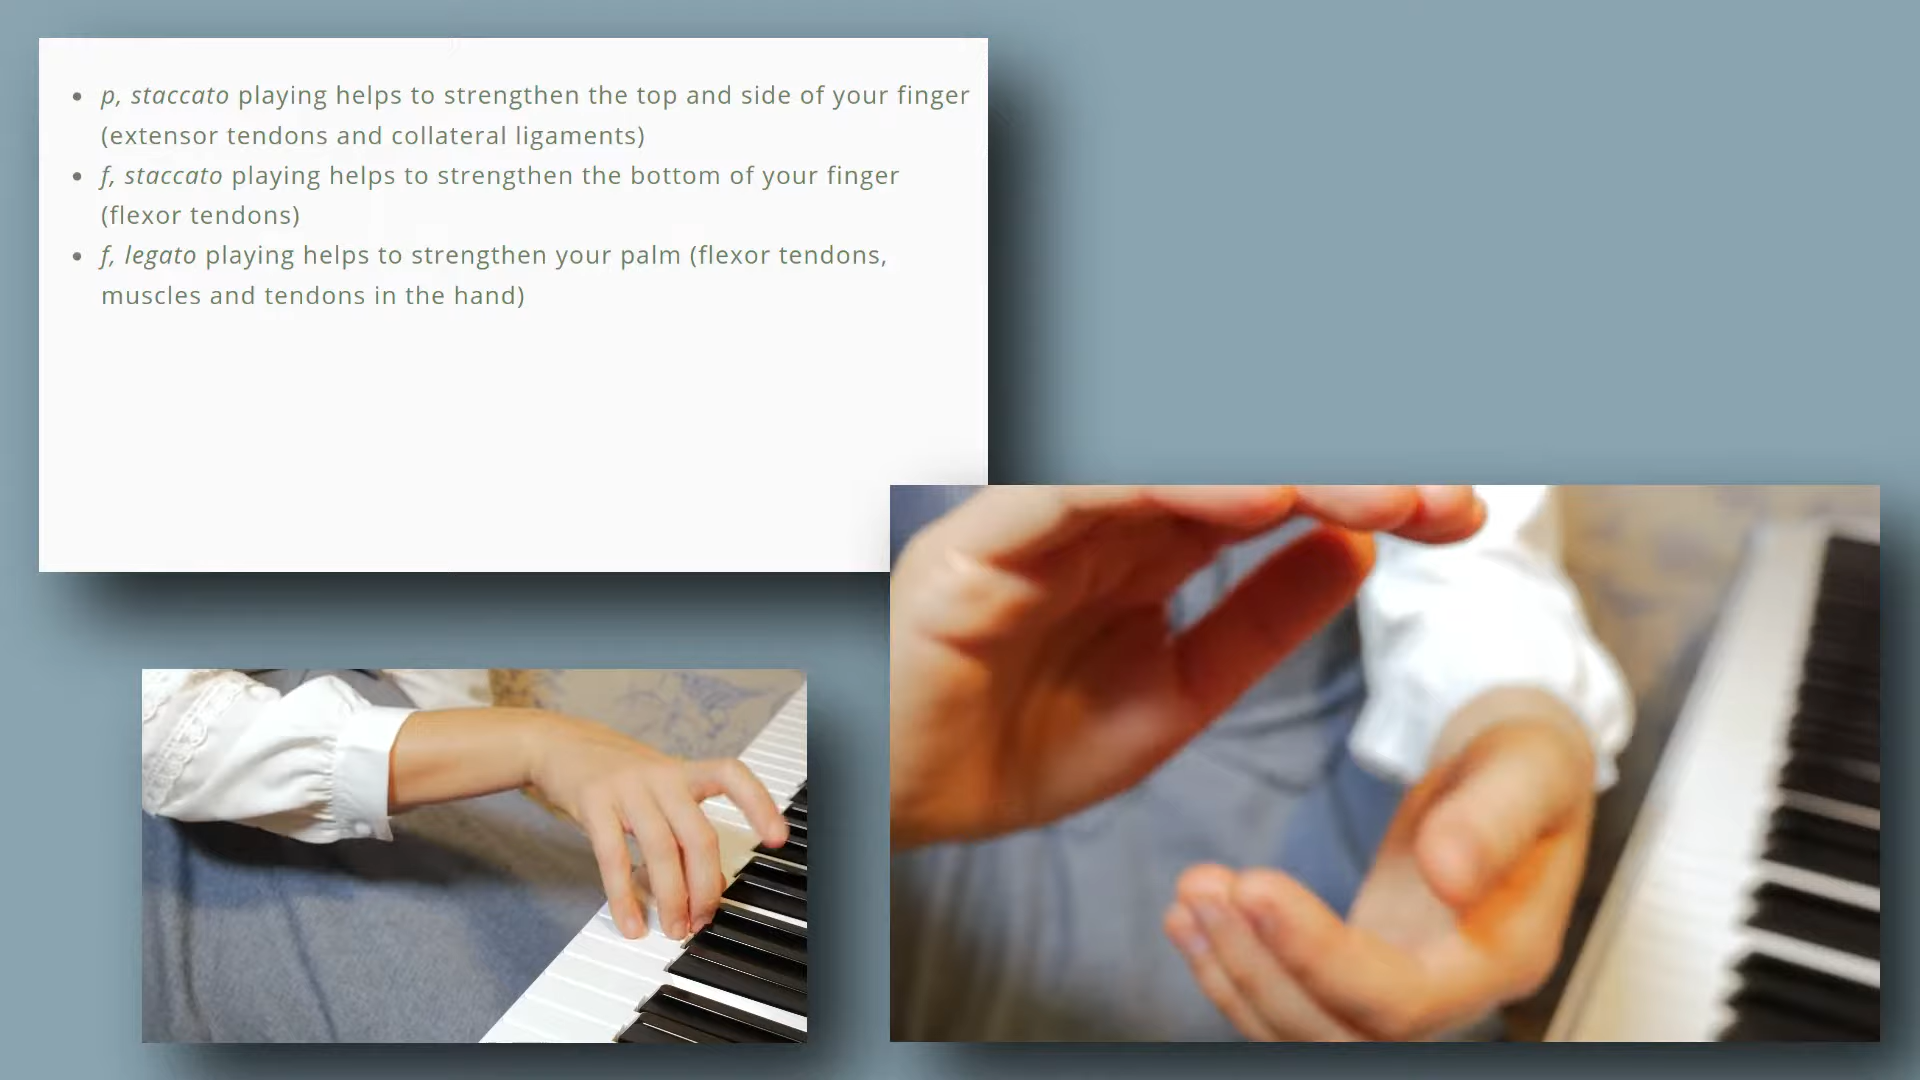 • p, staccato playing helps to strengthen the top and side of your finger
(extensor tendons and collateral ligaments)
• f, staccato playing helps to strengthen the bottom of your finger
(flexor tendons)
• f, legato playing helps to strengthen your palm (flexor tendons,
muscles and tendons in the hand)